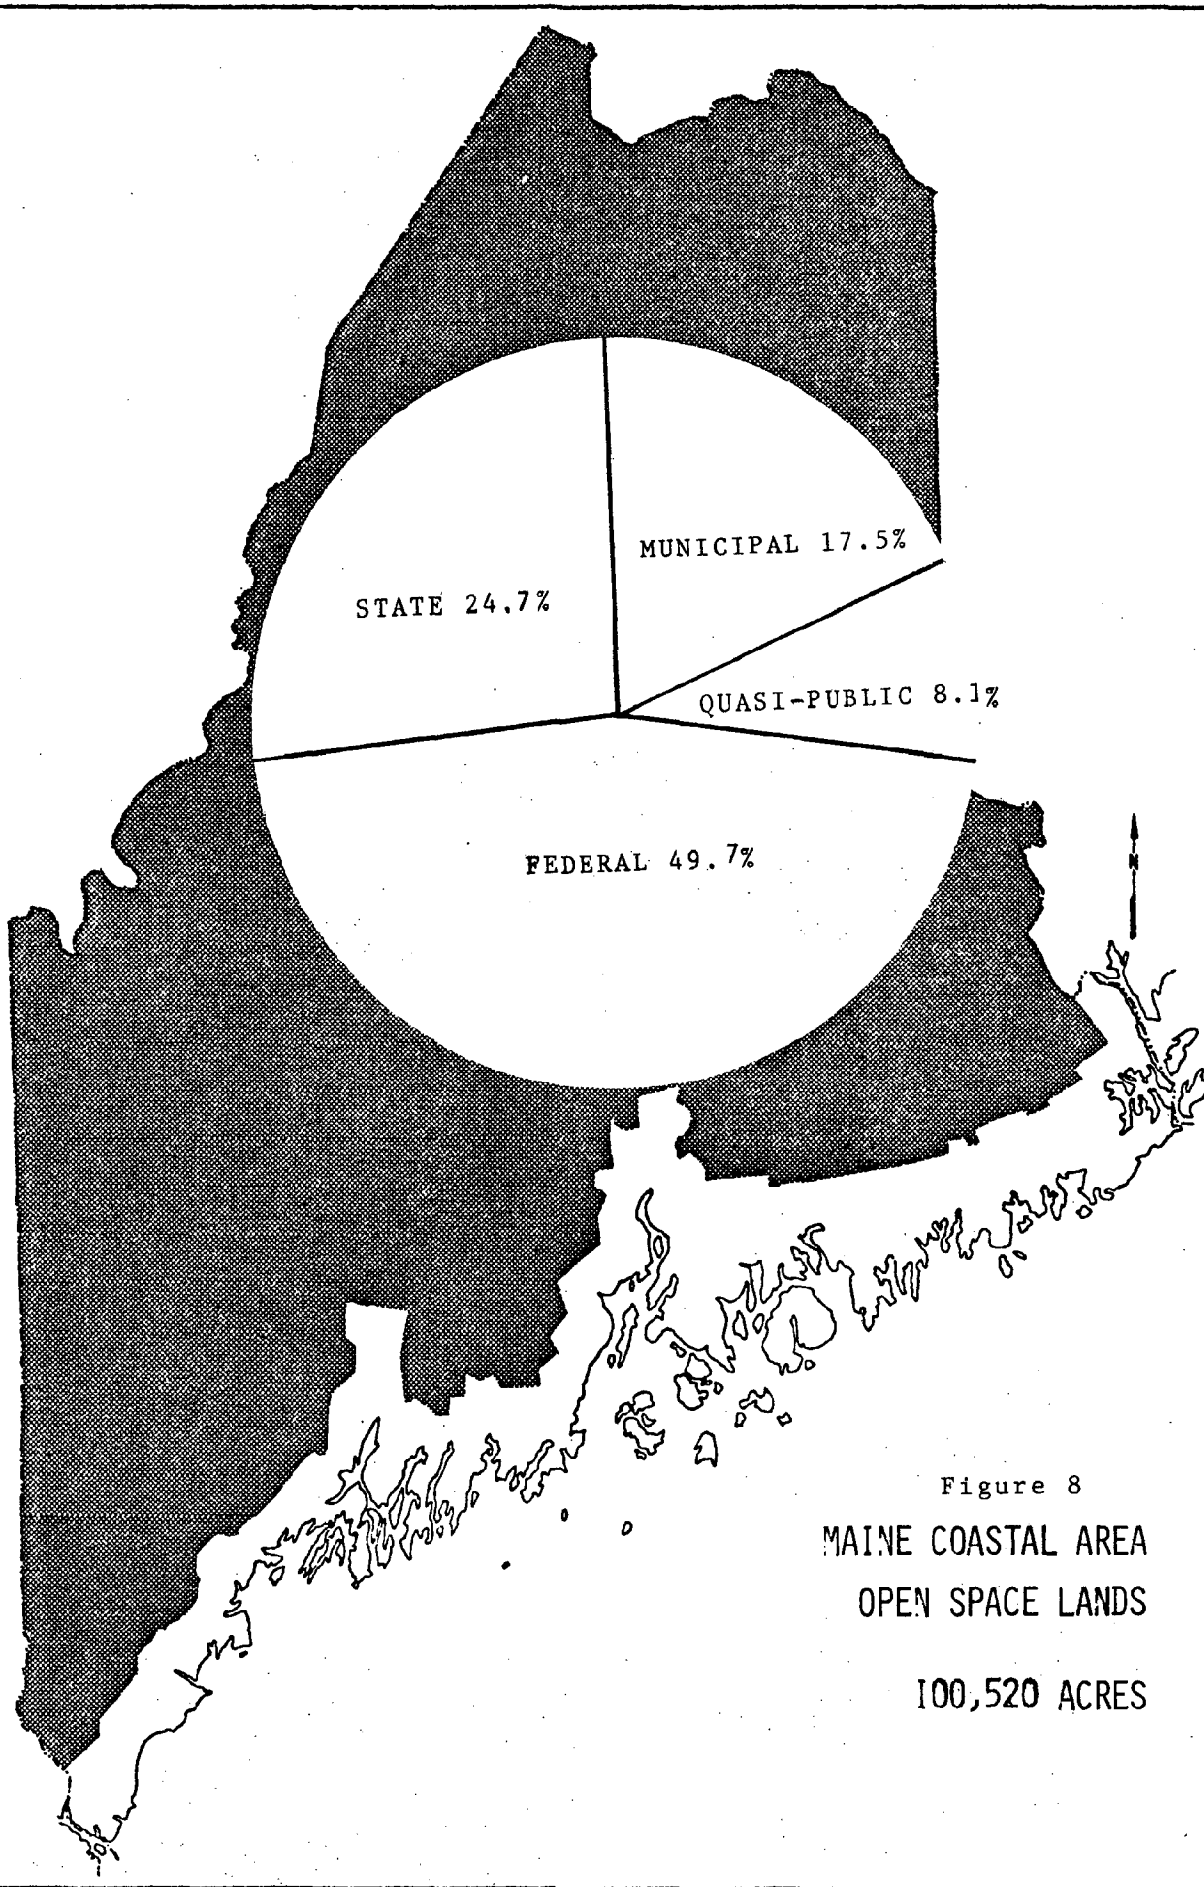 MUNICIPAL 17.5%
STATE 24.7%
QUASI-PUBLIC 8.1%
FEDERAL 49.7%
N
Figure 8
MAINE COASTAL AREA
OPEN SPACE LANDS
100,520 ACRES